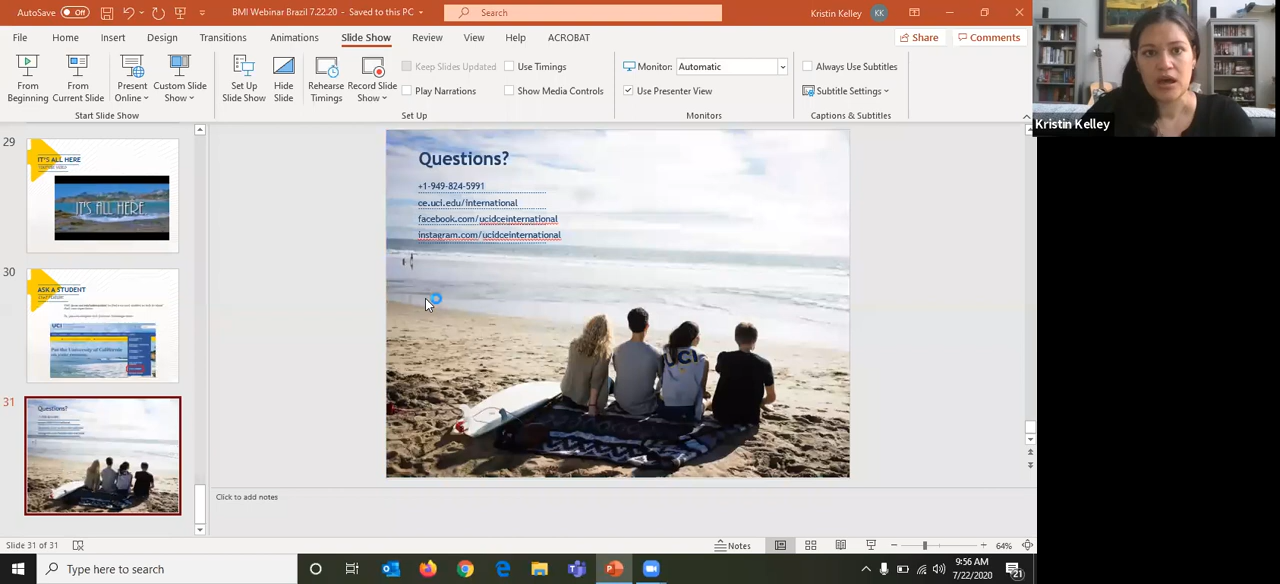 AutoSave
Off
BMI Webinar Brazil 7.22.20 - Saved to this PC
Search
Kristin Kelley
KK
File
Home
Insert
Design
Transitions
Animations
Slide Show
Review
View
Help
ACROBAT
Share
Comments
From Beginning
From Current Slide
Present Online
Custom Slide Show
Start Slide Show
Set Up Slide Show
Hide Slide
Rehearse Timings
Record Slide Show
Keep Slides Updated
Use Timings
Play Narrations
Show Media Controls
Set Up
Monitor:
Automatic
Use Presenter View
Monitors
Always Use Subtitles
Subtitle Settings
Captions & Subtitles
Kristin Kelley
29
IT'S ALL HERE
IT'S ALL HERE
30
ASK A STUDENT
UCI
31
Questions?
Questions?
+1-949-824-5991
ce.uci.edu/international
facebook.com/ucidceinternational
instagram.com/ucidceinternational
UCI
Click to add notes
Slide 31 of 31
Notes
64%
Type here to search
9:56 AM
7/22/2020
21